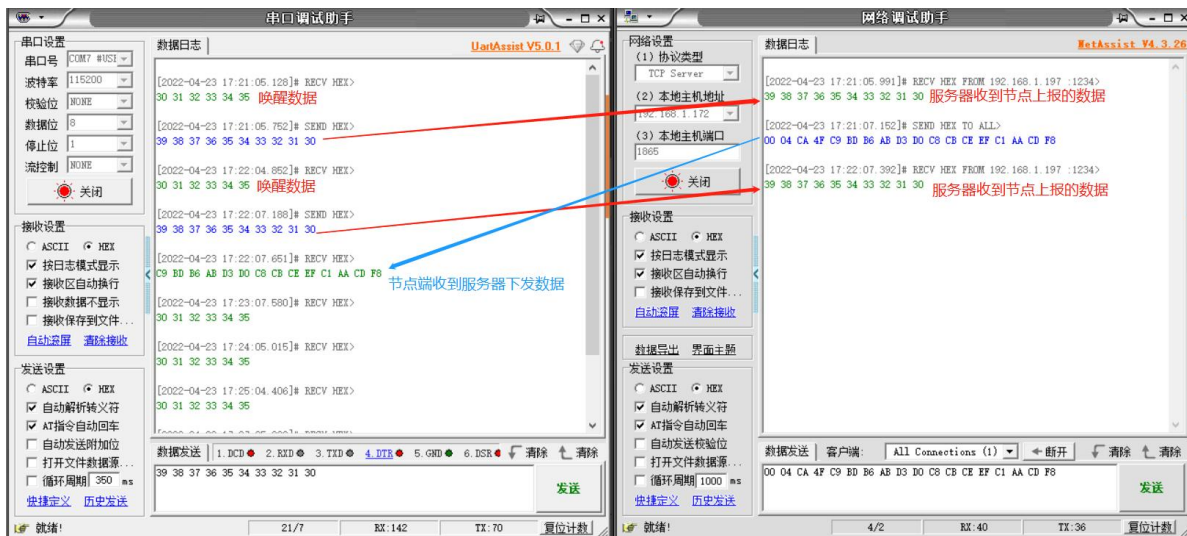 串口调试助手
串口设置
串口号 COM7 #USI
波特率 115200
校验位 NONE
数据位 8
停止位 1
流控制 NONE
关闭
接收设置
ASCII HEX
按日志模式显示
接收区自动换行
接收数据不显示
接收保存到文件...
自动滚屏 清除接收
发送设置
ASCII HEX
自动解析转义符
AT指令自动回车
自动发送附加位
打开文件数据源...
循环周期 350 ms
快捷定义 历史发送
数据日志
UartAssist V5.0.1
[2022-04-23 17:21:05.128]# RECV HEX>
30 31 32 33 34 35 唤醒数据
[2022-04-23 17:21:05.752]# SEND HEX>
39 38 37 36 35 34 33 32 31 30
[2022-04-23 17:22:04.852]# RECV HEX>
30 31 32 33 34 35 唤醒数据
[2022-04-23 17:22:07.188]# SEND HEX>
39 38 37 36 35 34 33 32 31 30
[2022-04-23 17:22:07.651]# RECV HEX>
C9 BD B6 AB D3 D0 C8 CB CE EF C1 AA CD F8
节点端收到服务器下发数据
[2022-04-23 17:23:07.580]# RECV HEX>
30 31 32 33 34 35
[2022-04-23 17:24:05.015]# RECV HEX>
30 31 32 33 34 35
[2022-04-23 17:25:04.406]# RECV HEX>
30 31 32 33 34 35
数据发送 1.DCD 2.RXD 3.TXD 4.DTR 5.GND 6.DSR 清除 清除
39 38 37 36 35 34 33 32 31 30
发送
就绪! 21/7 RX:142 TX:70 复位计数
网络调试助手
网络设置
(1) 协议类型
TCP Server
(2) 本地主机地址
192.168.1.172
(3) 本地主机端口
1865
关闭
接收设置
ASCII HEX
按日志模式显示
接收区自动换行
接收保存到文件...
自动滚屏 清除接收
数据导出 界面主题
发送设置
ASCII HEX
自动解析转义符
AT指令自动回车
自动发送校验位
打开文件数据源...
循环周期 1000 ms
快捷定义 历史发送
数据日志
NetAssist V4.3.26
[2022-04-23 17:21:05.991]# RECV HEX FROM 192.168.1.197 :1234>
39 38 37 36 35 34 33 32 31 30 服务器收到节点上报的数据
[2022-04-23 17:21:07.152]# SEND HEX TO ALL>
00 04 CA 4F C9 BD B6 AB D3 D0 C8 CB CE EF C1 AA CD F8
[2022-04-23 17:22:07.392]# RECV HEX FROM 192.168.1.197 :1234>
39 38 37 36 35 34 33 32 31 30 服务器收到节点上报的数据
数据发送 客户端: All Connections (1) 断开 清除 清除
00 04 CA 4F C9 BD B6 AB D3 D0 C8 CB CE EF C1 AA CD F8
发送
就绪! 4/2 RX:40 TX:36 复位计数